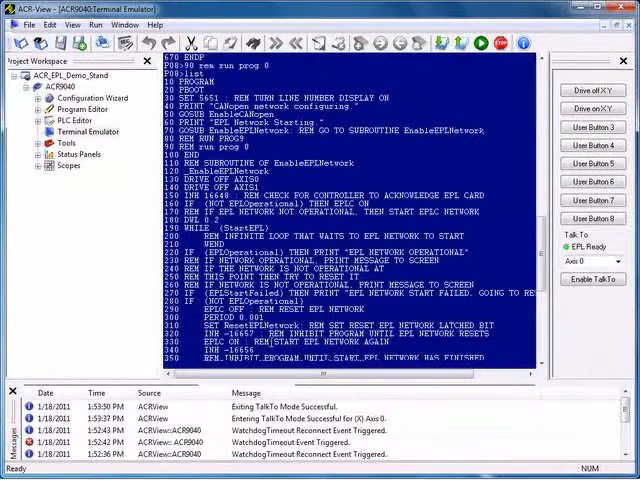 ACR-View - [ACR9040:Terminal Emulator]
File Edit View Run Window Help
Project Workspace
ACR_EPL_Demo_Stand
ACR9040
Configuration Wizard
Program Editor
PLC Editor
Terminal Emulator
Tools
Status Panels
Scopes
670 ENDP
P08>90 rem run prog 0
P08>list
10 PROGRAM
20 PBOOT
30 SET 5651 : REM TURN LINE NUMBER DISPLAY ON
40 PRINT "CANopen network configuring."
50 GOSUB EnableCANopen
60 PRINT "EPL Network Starting."
70 GOSUB EnableEPLNetwork: REM GO TO SUBROUTINE EnableEPLNetwork
80 REM RUN PROG9
90 REM run prog 0
100 END
110 REM SUBROUTINE OF EnableEPLNetwork
120 _EnableEPLNetwork
130 DRIVE OFF AXIS0
140 DRIVE OFF AXIS1
150 INH 16648 : REM CHECK FOR CONTROLLER TO ACKNOWLEDGE EPL CARD
160 IF (NOT EPLOperational) THEN EPLC ON
170 REM IF EPL NETWORK NOT OPERATIONAL, THEN START EPLC NETWORK
180 DWL 0.2
190 WHILE (StartEPL)
200 REM INFINITE LOOP THAT WAITS TO EPL NETWORK TO START
210 WEND
220 IF (EPLOperational) THEN PRINT "EPL NETWORK OPERATIONAL"
230 REM IF NETWORK OPERATIONAL, PRINT MESSAGE TO SCREEN
240 REM IF THE NETWORK IS NOT OPERATIONAL AT
250 REM THIS POINT THEN TRY TO RESET IT
260 REM IF NETWORK IS NOT OPERATIONAL, PRINT MESSAGE TO SCREEN
270 IF (EPLStartFailed) THEN PRINT "EPL NETWORK START FAILED. GOING TO RES
280 IF (NOT EPLOperational)
290 EPLC OFF : REM RESET EPL NETWORK
300 PERIOD 0.001
310 SET ResetEPLNetwork: REM SET RESET EPL NETWORK LATCHED BIT
320 INH -16657 : REM INHIBIT PROGRAM UNTIL EPL NETWORK RESETS
330 EPLC ON : REM START EPL NETWORK AGAIN
340 INH -16656
350 REM INHIBIT PROGRAM UNTIL START EPL NETWORK HAS FINISHED
Drive off X Y
Drive on X Y
User Button 3
User Button 4
User Button 5
User Button 6
User Button 7
User Button 8
Talk To
EPL Ready
Axis 0
Enable TalkTo
Messages
Date Time Source Message
1/18/2011 1:53:50 PM ACRView Exiting TalkTo Mode Successful.
1/18/2011 1:53:37 PM ACRView Entering TalkTo Mode Successful for (X) Axis 0.
1/18/2011 1:52:43 PM ACRView::ACR9040 WatchdogTimeout Reconnect Event Triggered.
1/18/2011 1:52:42 PM ACRView:: ACR9040 WatchdogTimeout Event Triggered.
1/18/2011 1:52:36 PM ACRView::ACR9040 WatchdogTimeout Reconnect Event Triggered.
Ready NUM